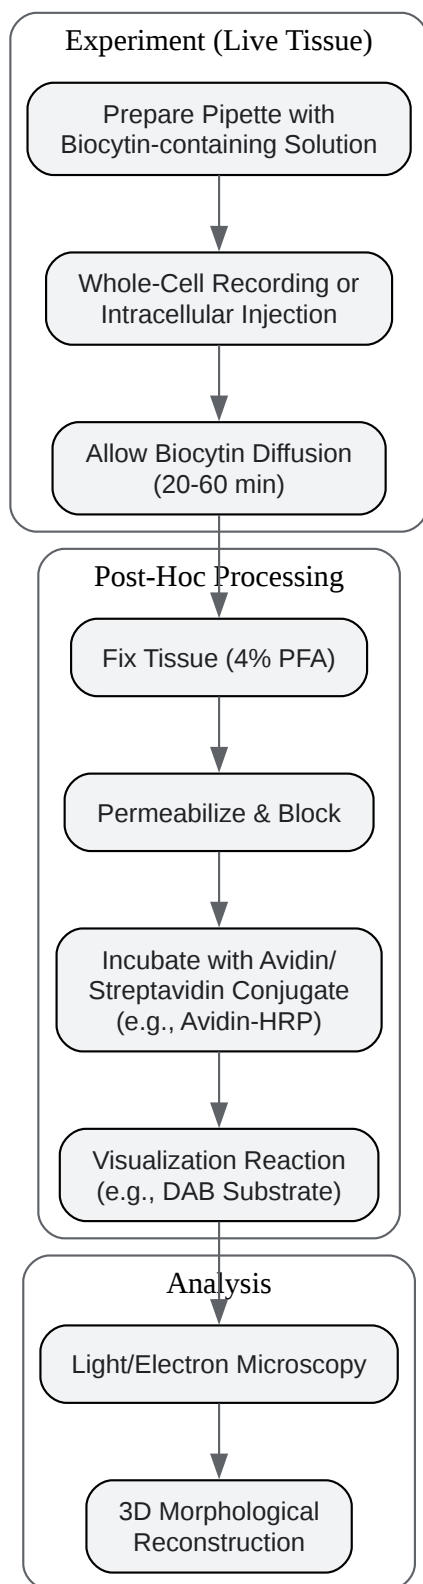 Experiment (Live Tissue)
Prepare Pipette with
Biocytin-containing Solution
Whole-Cell Recording or
Intracellular Injection
Allow Biocytin Diffusion
(20-60 min)
Post-Hoc Processing
Fix Tissue (4% PFA)
Permeabilize & Block
Incubate with Avidin/
Streptavidin Conjugate
(e.g., Avidin-HRP)
Visualization Reaction
(e.g., DAB Substrate)
Analysis
Light/Electron Microscopy
3D Morphological
Reconstruction